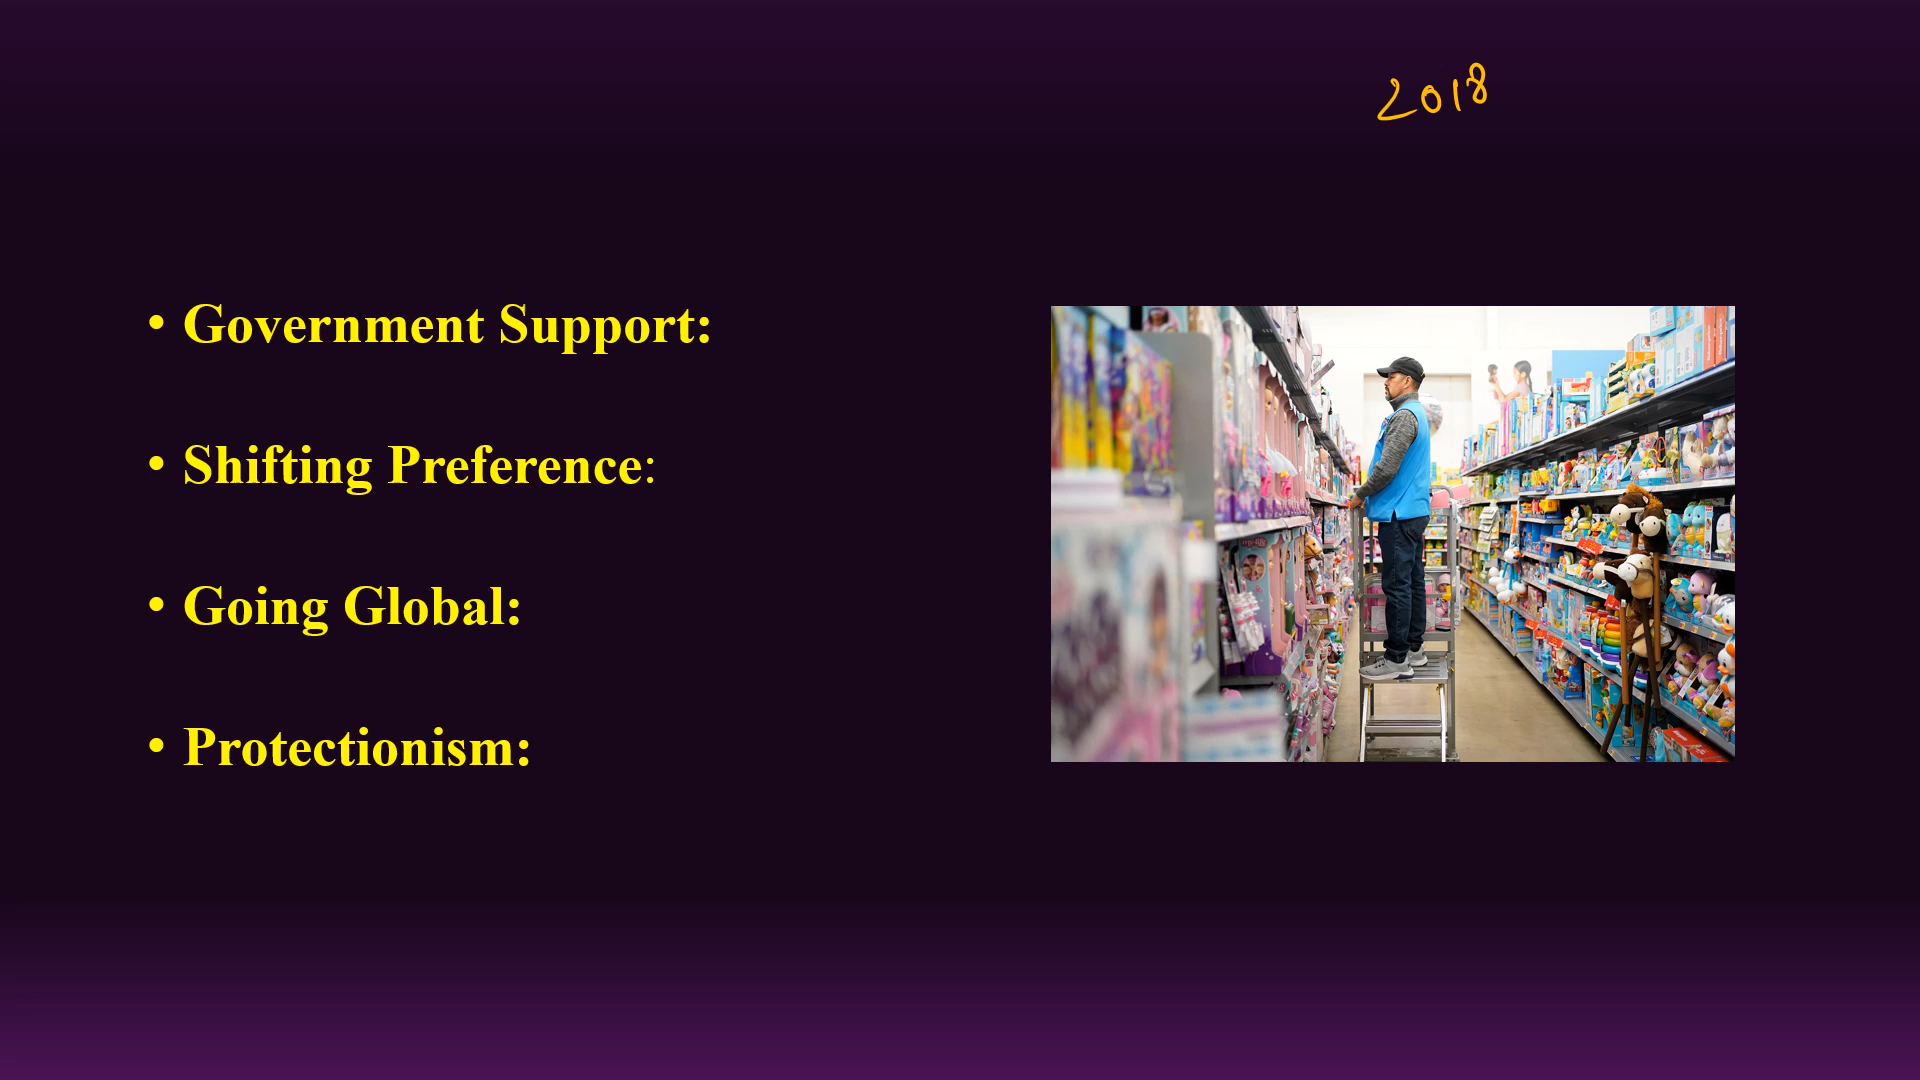 2018
• Government Support:
• Shifting Preference:
• Going Global:
• Protectionism: